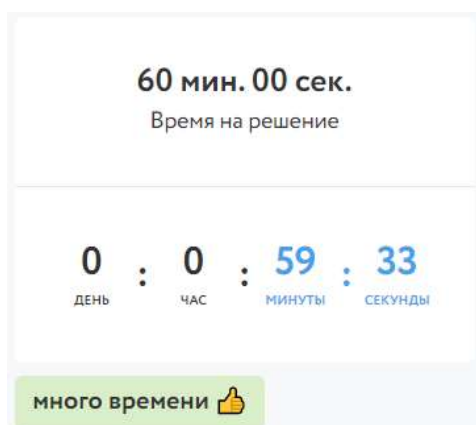 60 мин. 00 сек.
Время на решение
0 : 0 : 59 : 33
ДЕНЬ ЧАС МИНУТЫ СЕКУНДЫ
много времени 👍